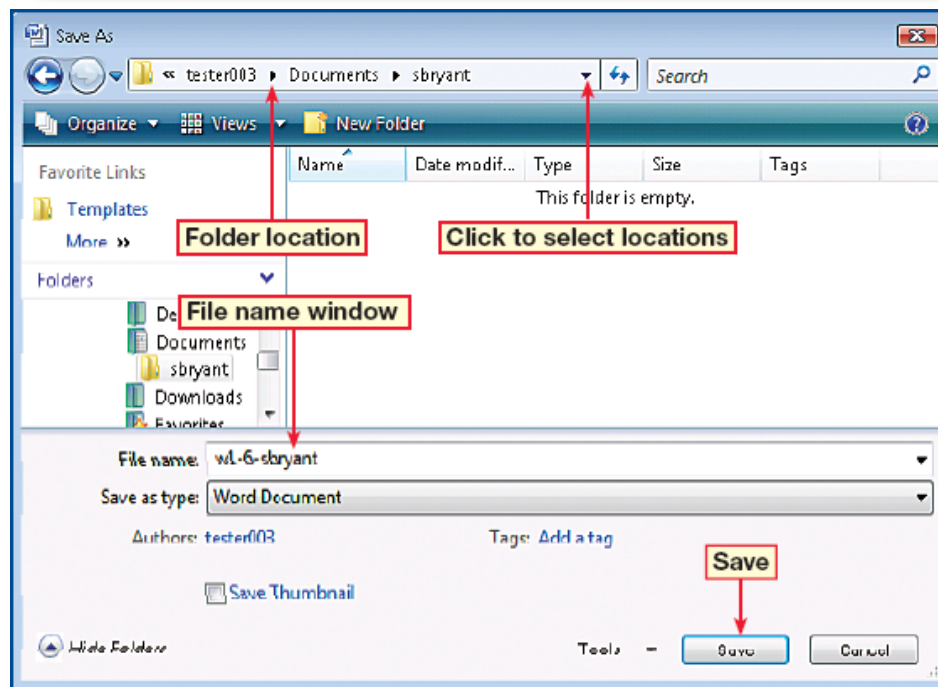 Save As
« tester003 ▸ Documents ▸ sbryant Search
Organize Views New Folder
Favorite Links
Templates
More »
Folders
Name Date modif... Type Size Tags
This folder is empty.
Folder location
Click to select locations
File name window
De
Documents
sbryant
Downloads
Favorites
File name: w1-6-sbryant
Save as type: Word Document
Authors: tester003 Tags: Add a tag
Save Thumbnail
Save
Hide Folders Tools Save Cancel